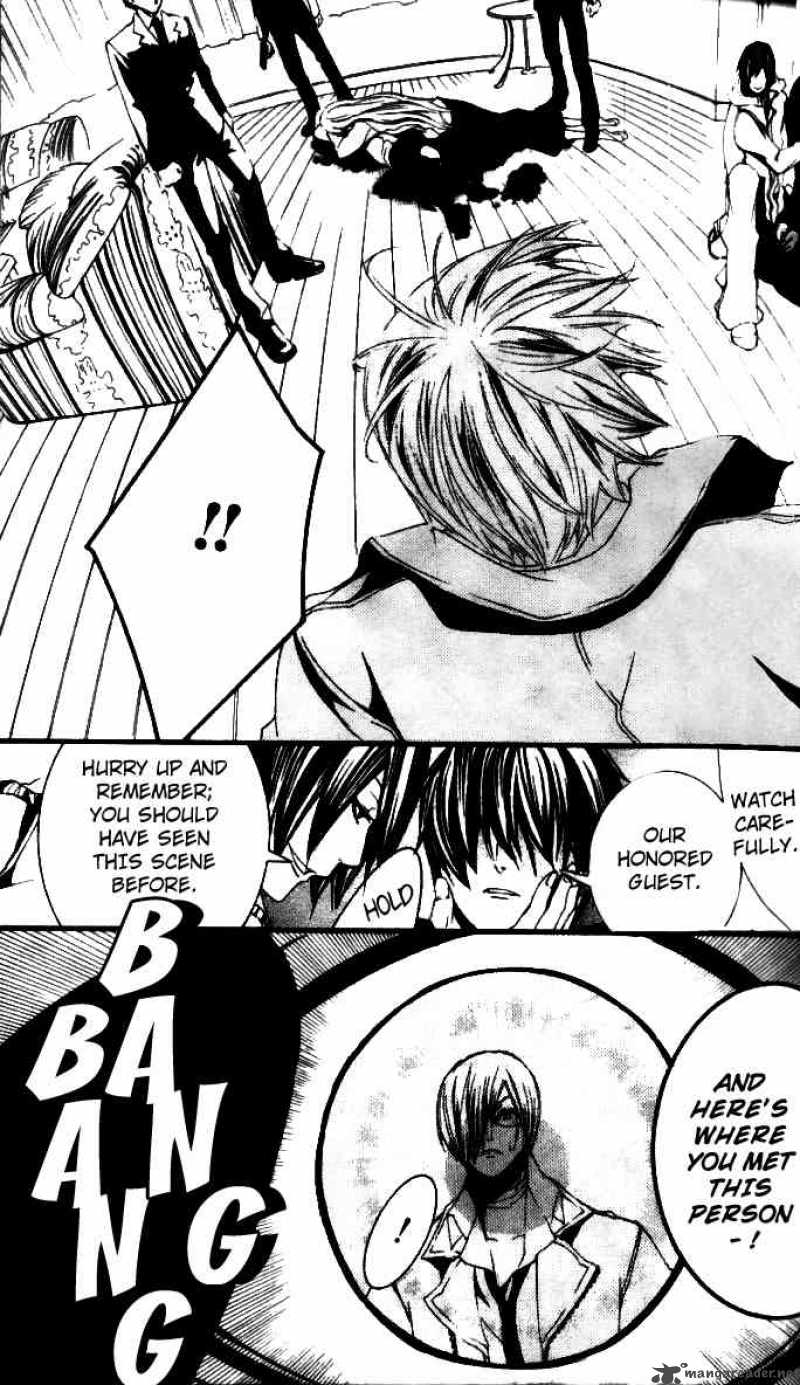 !!
WATCH
CARE-
FULLY.
OUR
HONORED
GUEST.
HOLD
HURRY UP AND
REMEMBER;
YOU SHOULD
HAVE SEEN
THIS SCENE
BEFORE.
AND
HERE'S
WHERE
YOU MET
THIS
PERSON
-!
!
BANG
BANG
mangareader.net